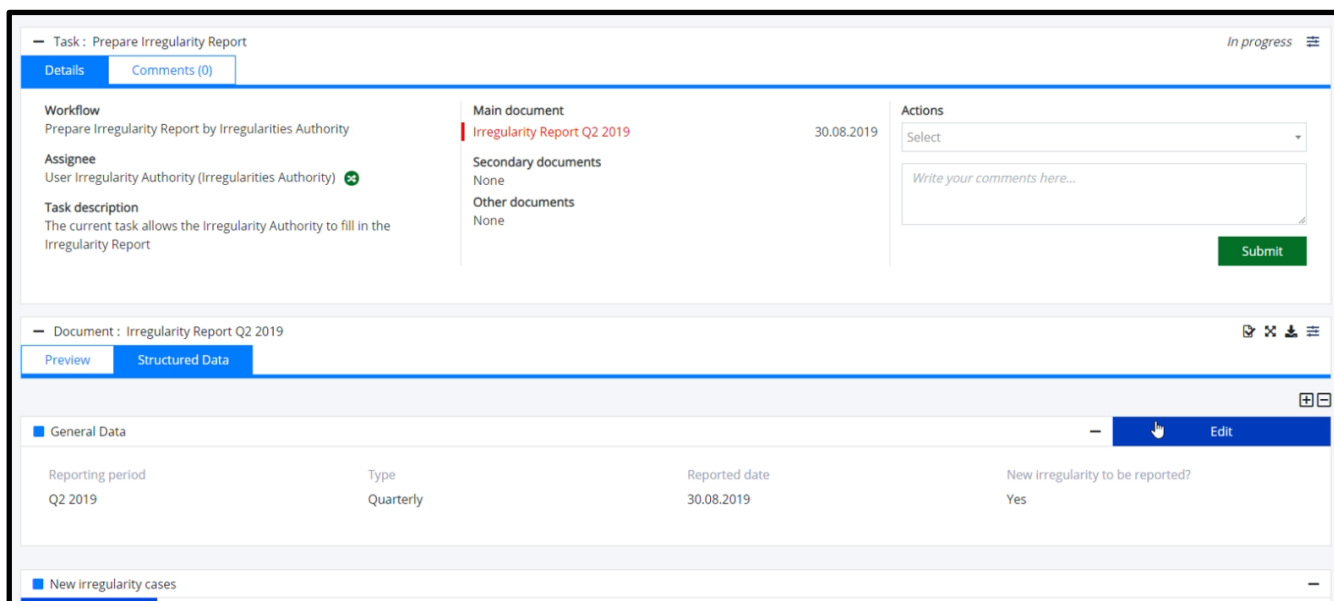 Task : Prepare Irregularity Report
In progress
Details
Comments (0)
Workflow
Prepare Irregularity Report by Irregularities Authority
Assignee
User Irregularity Authority (Irregularities Authority)
Task description
The current task allows the Irregularity Authority to fill in the
Irregularity Report
Main document
Irregularity Report Q2 2019
30.08.2019
Secondary documents
None
Other documents
None
Actions
Select
Write your comments here...
Submit
Document : Irregularity Report Q2 2019
Preview
Structured Data
General Data
Edit
Reporting period
Type
Reported date
New irregularity to be reported?
Q2 2019
Quarterly
30.08.2019
Yes
New irregularity cases